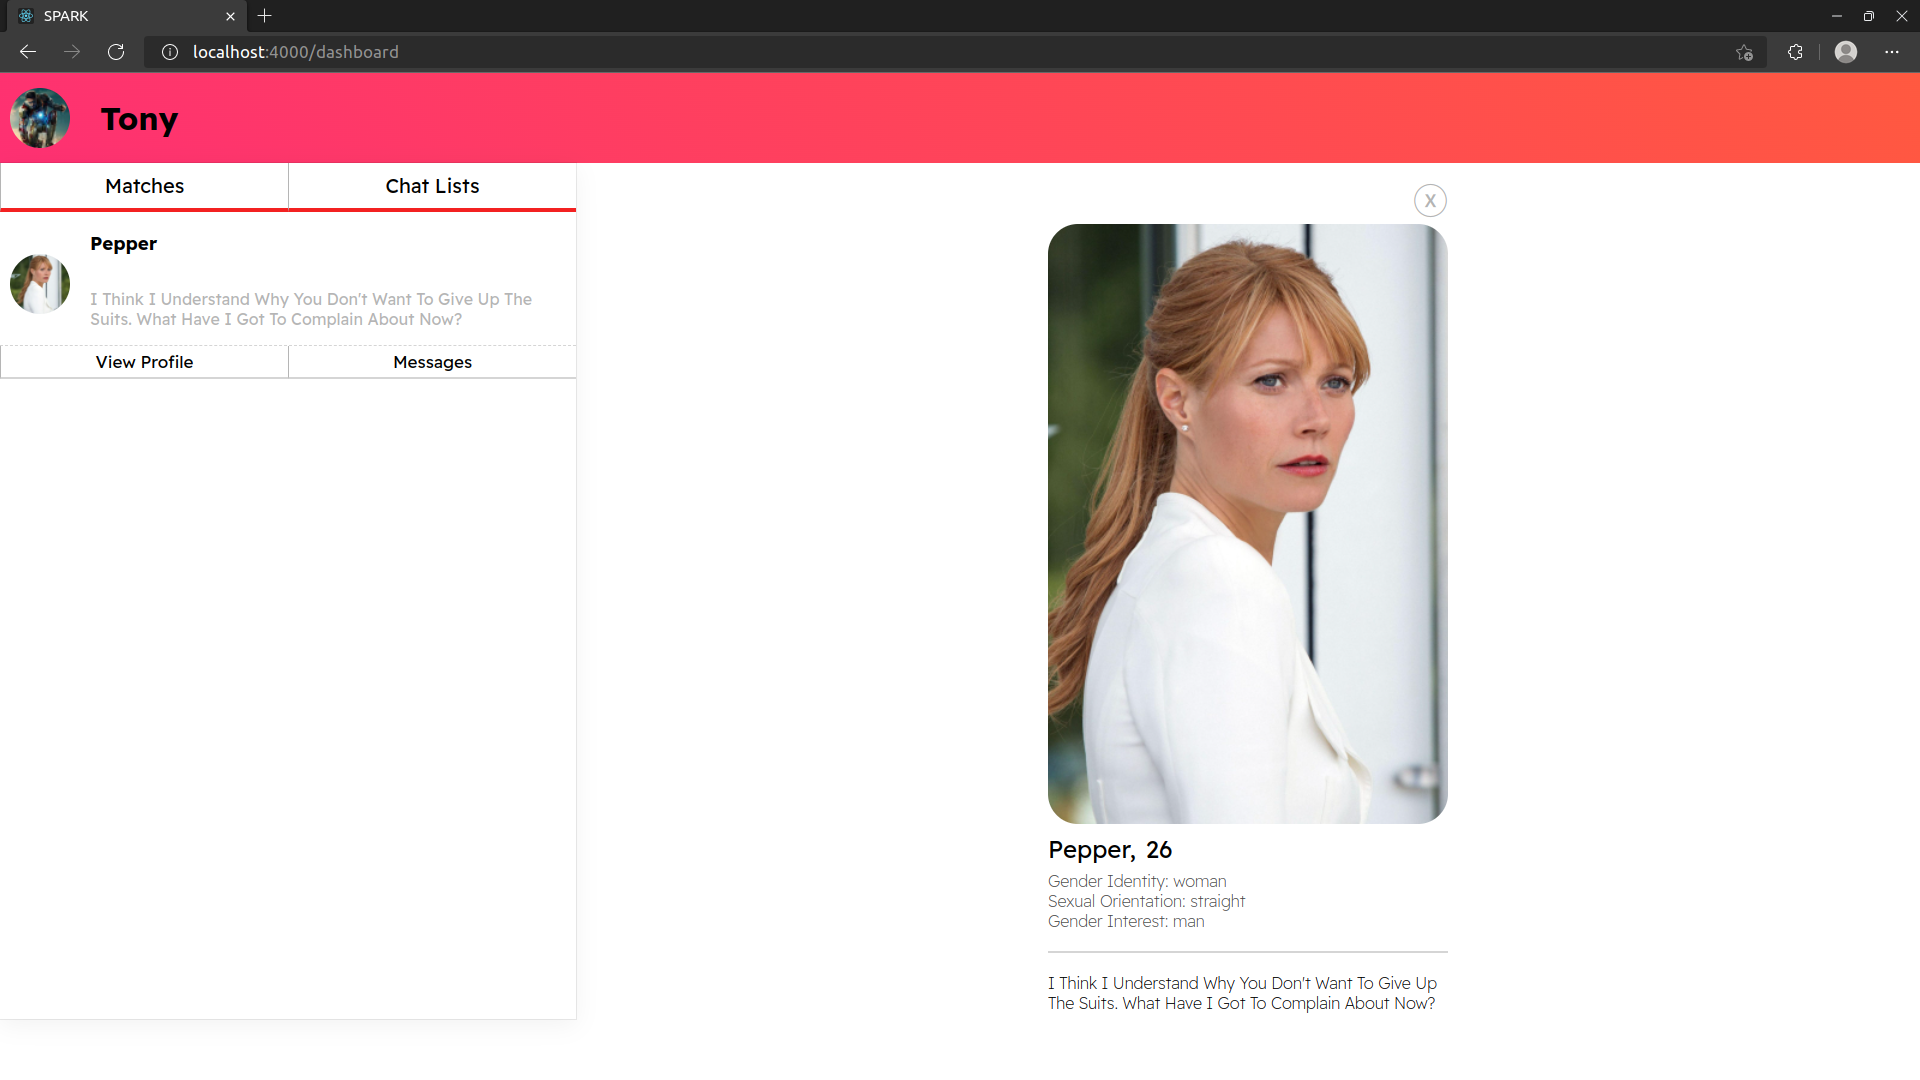 SPARK
localhost:4000/dashboard
Tony
Matches
Chat Lists
Pepper
I Think I Understand Why You Don't Want To Give Up The
Suits. What Have I Got To Complain About Now?
View Profile
Messages
X
Pepper, 26
Gender Identity: woman
Sexual Orientation: straight
Gender Interest: man
I Think I Understand Why You Don't Want To Give Up
The Suits. What Have I Got To Complain About Now?